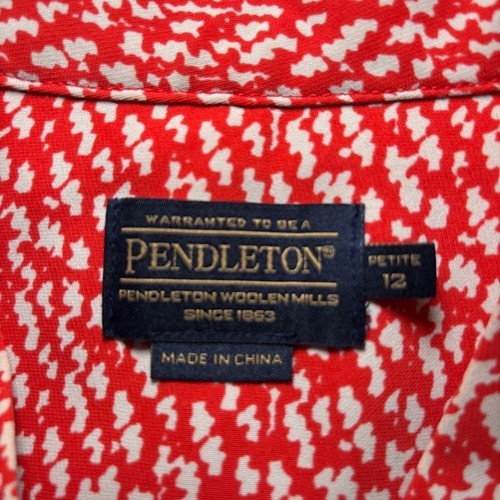 WARRANTED TO BE A
PENDLETON®
PENDLETON WOOLEN MILLS
SINCE 1863
PETITE
12
MADE IN CHINA